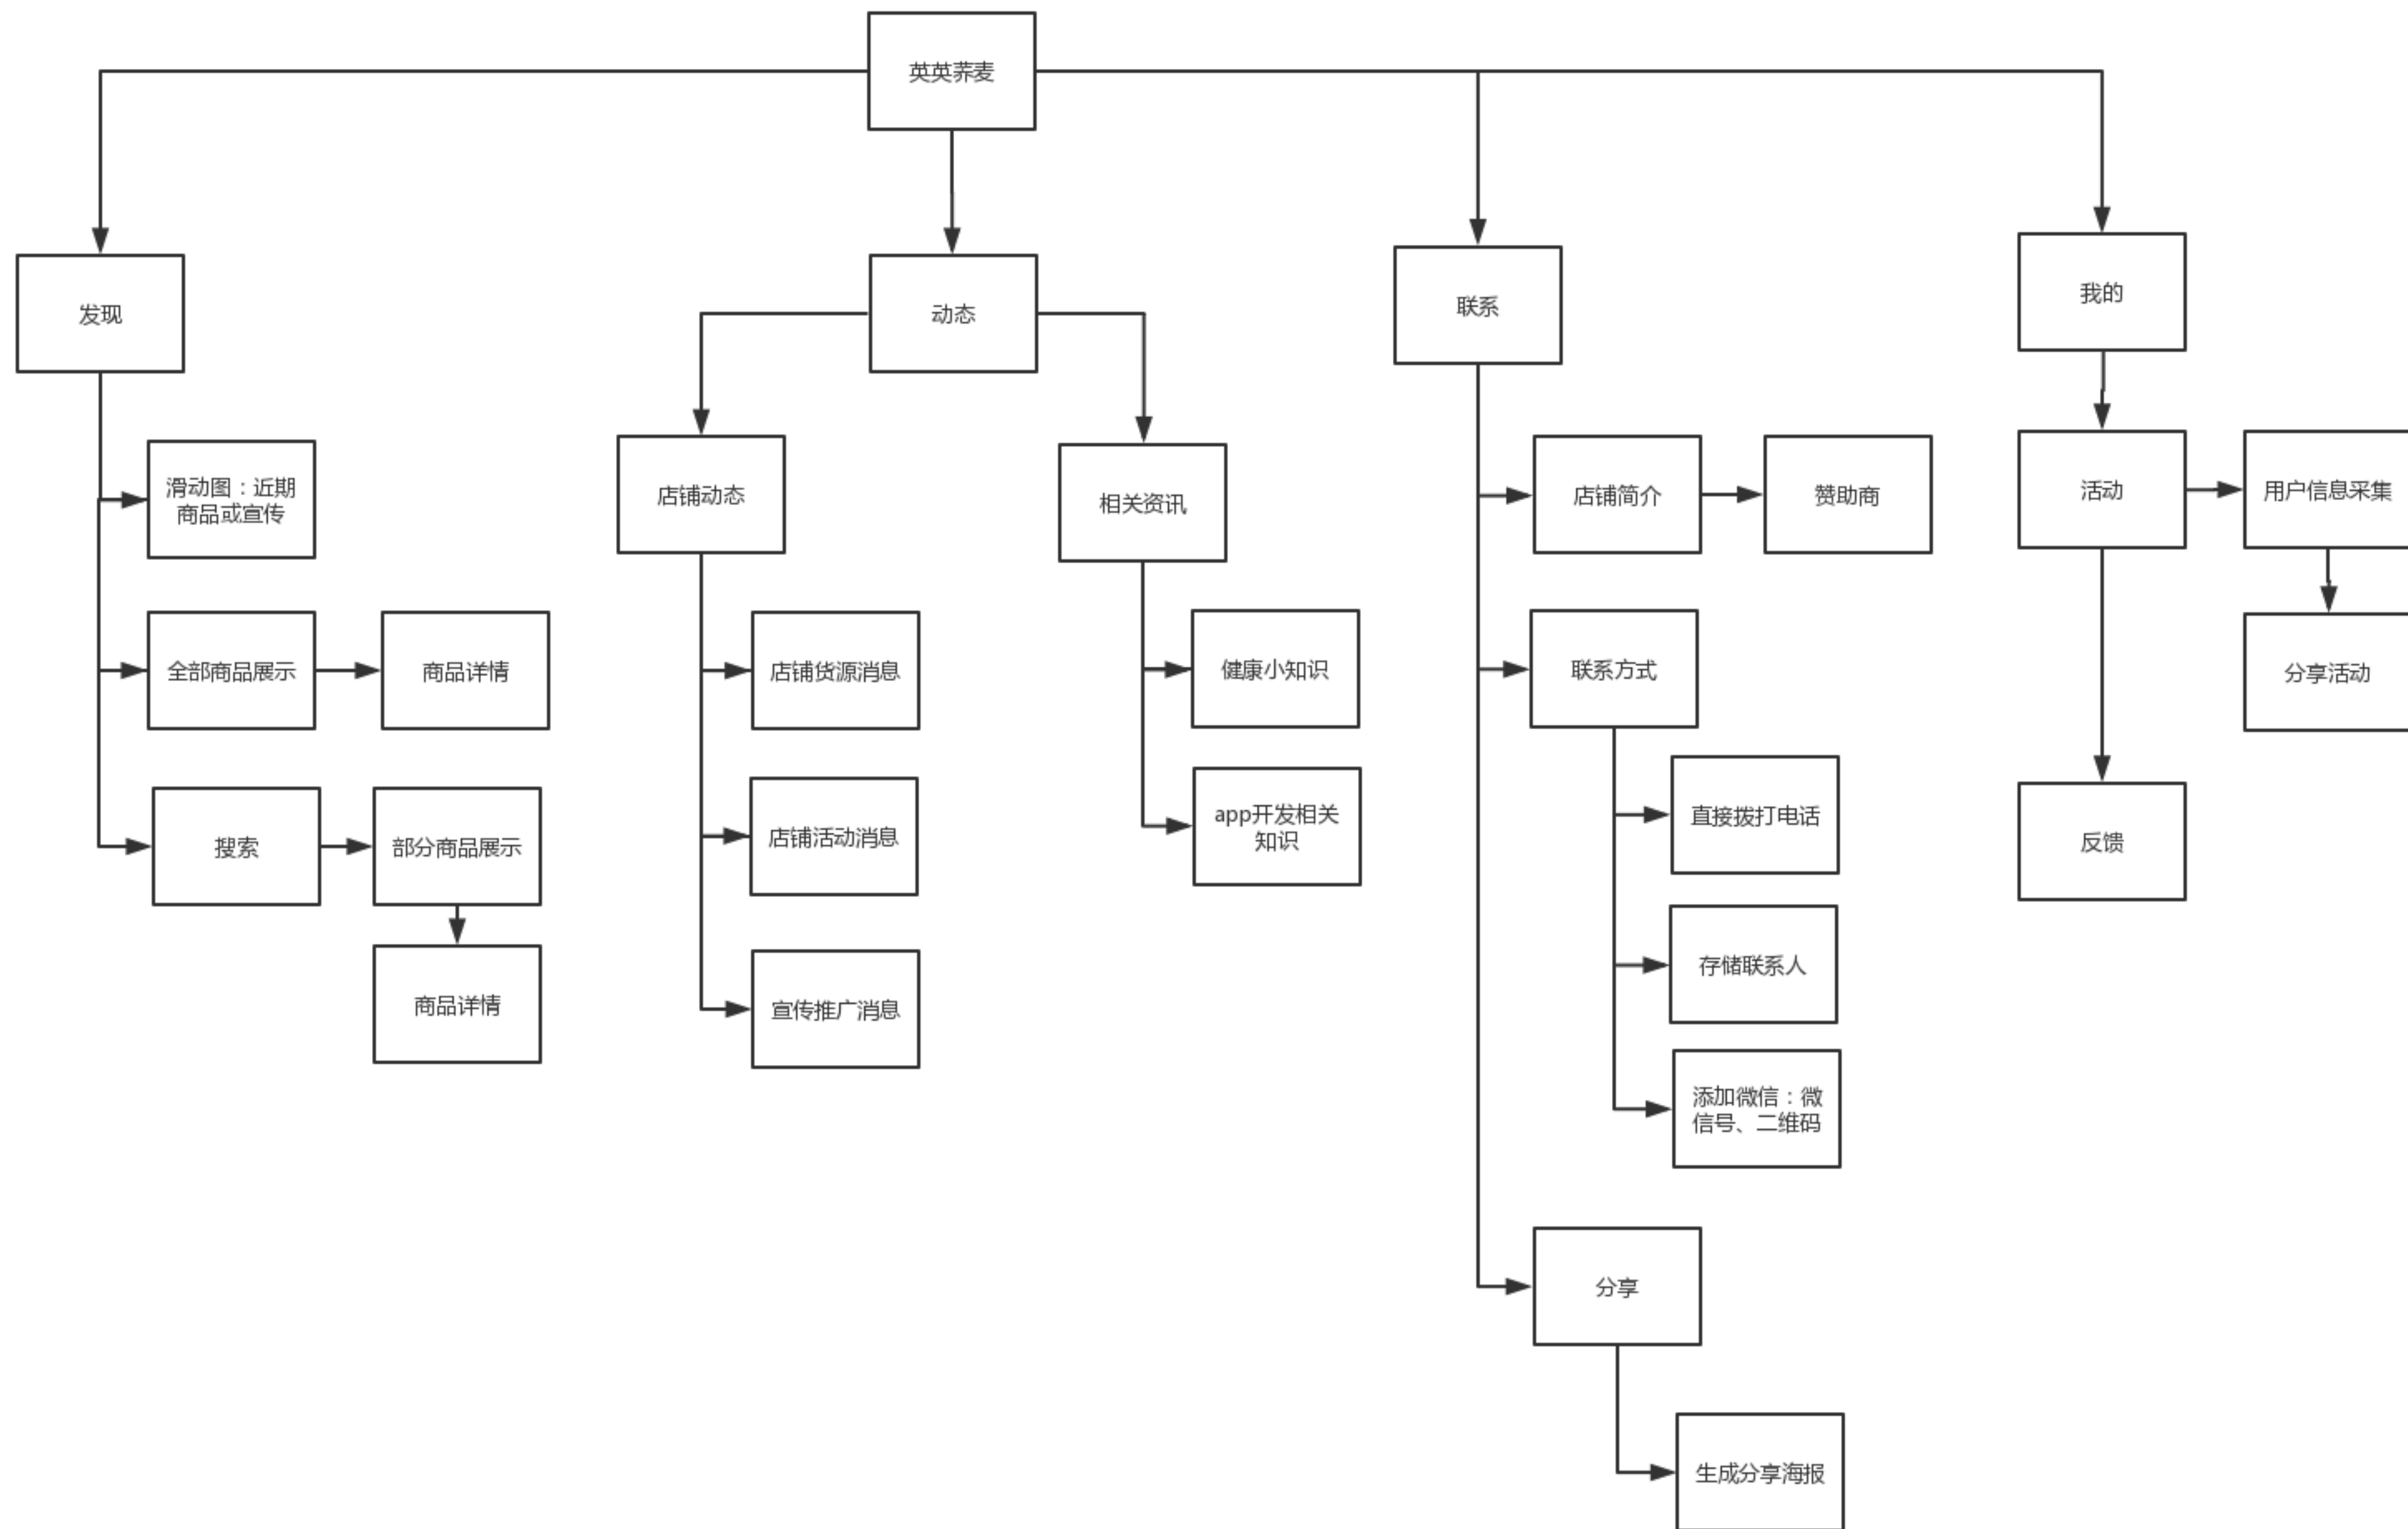 英英荞麦
发现
动态
联系
我的
滑动图：近期
商品或宣传
全部商品展示
商品详情
搜索
部分商品展示
商品详情
店铺动态
店铺货源消息
店铺活动消息
宣传推广消息
相关资讯
健康小知识
app开发相关
知识
店铺简介
赞助商
联系方式
直接拨打电话
存储联系人
添加微信：微
信号、二维码
分享
生成分享海报
活动
用户信息采集
分享活动
反馈